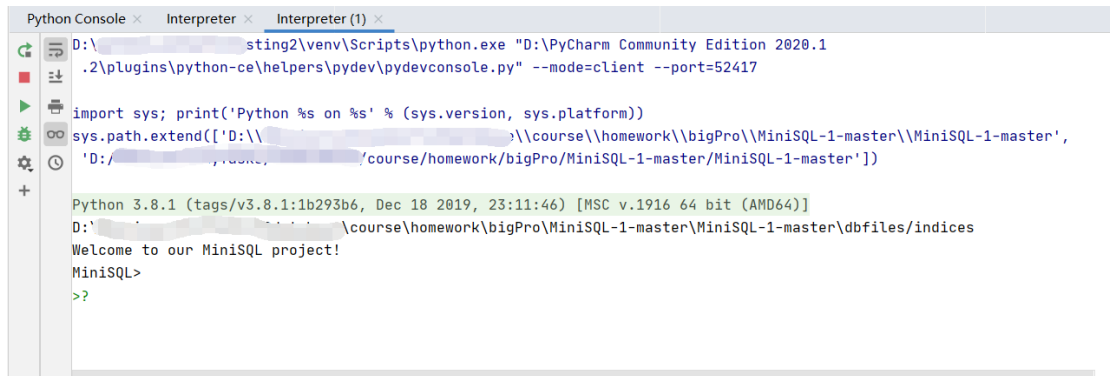 Python Console × Interpreter × Interpreter (1) ×
D:\ sting2\venv\Scripts\python.exe "D:\PyCharm Community Edition 2020.1
.2\plugins\python-ce\helpers\pydev\pydevconsole.py" --mode=client --port=52417
import sys; print('Python %s on %s' % (sys.version, sys.platform))
sys.path.extend(['D:\\ \\course\\homework\\bigPro\\MiniSQL-1-master\\MiniSQL-1-master',
'D:/ /course/homework/bigPro/MiniSQL-1-master/MiniSQL-1-master'])
Python 3.8.1 (tags/v3.8.1:1b293b6, Dec 18 2019, 23:11:46) [MSC v.1916 64 bit (AMD64)]
D:\ \course\homework\bigPro\MiniSQL-1-master\MiniSQL-1-master\dbfiles/indices
Welcome to our MiniSQL project!
MiniSQL>
>?